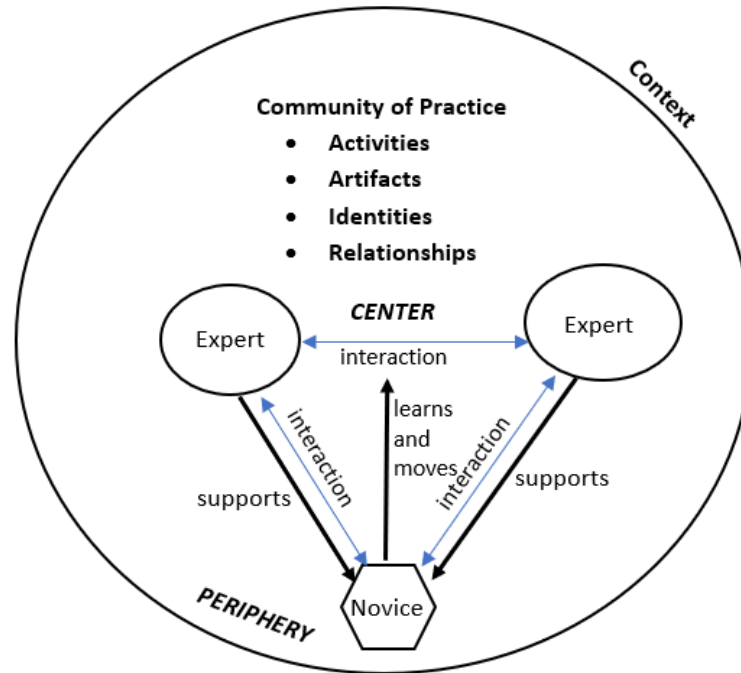 Context
Community of Practice
• Activities
• Artifacts
• Identities
• Relationships
CENTER
Expert
Expert
interaction
learns
and
moves
interaction
interaction
supports
supports
Novice
PERIPHERY